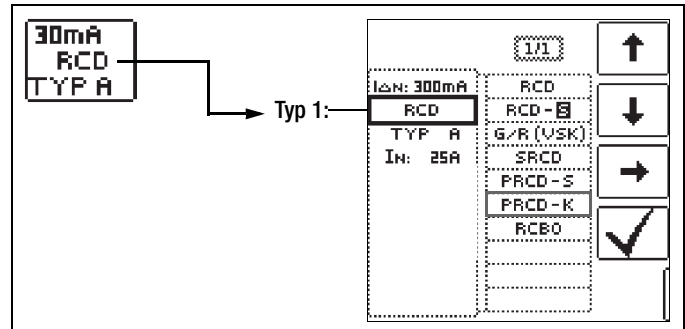 30mA
RCD
TYP A
Typ 1:
1/1
IΔN: 300mA
RCD
TYP A
IN: 25A
RCD
RCD-S
G/R (VSK)
SRCD
PRCD-S
PRCD-K
RCBO